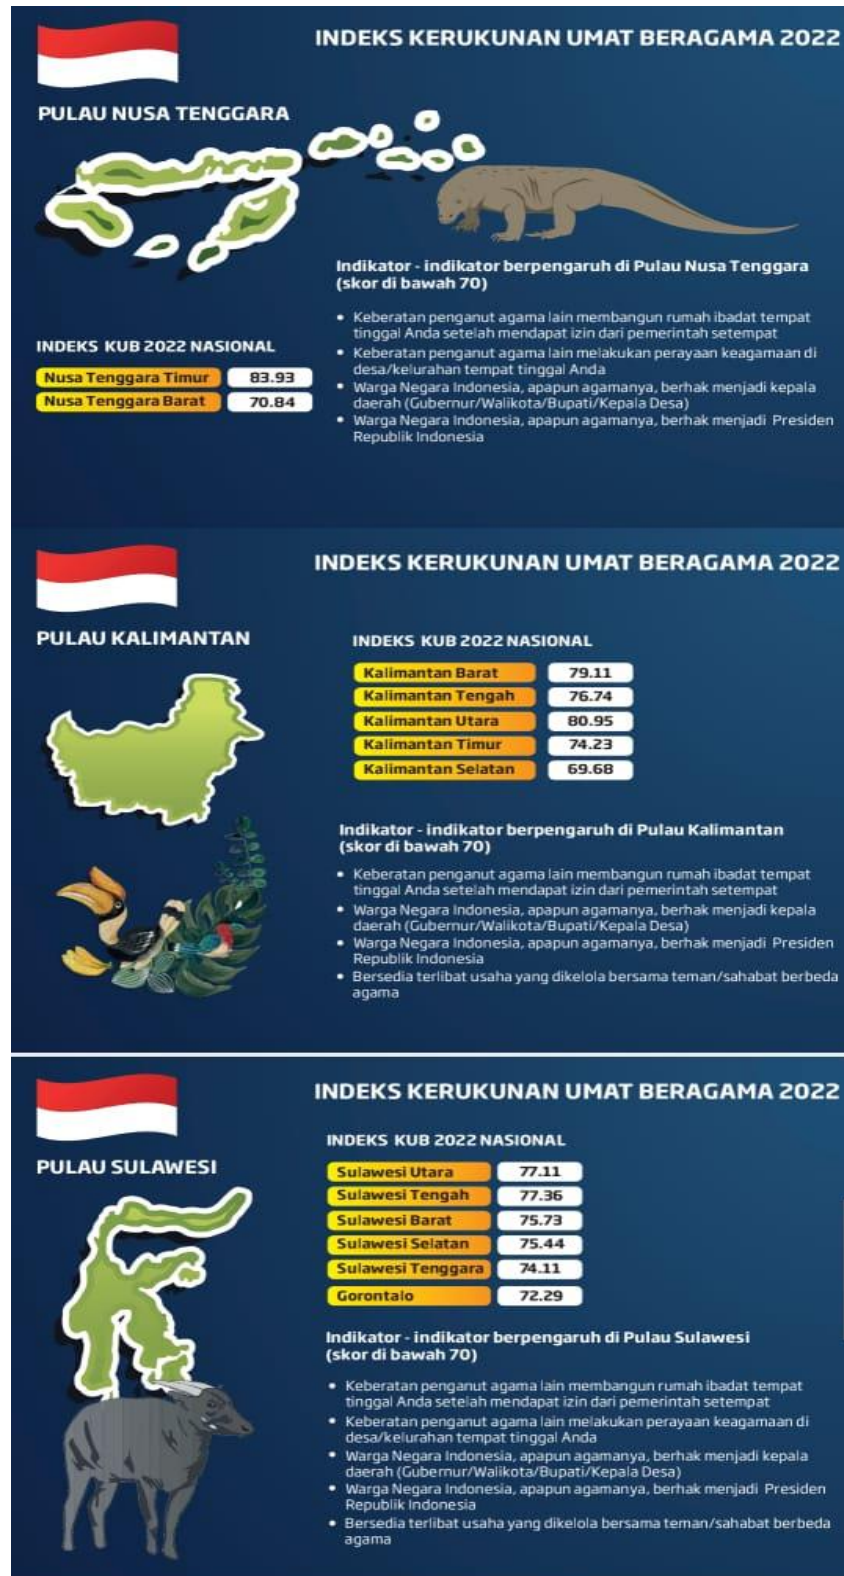 INDEKS KERUKUNAN UMAT BERAGAMA 2022
PULAU NUSA TENGGARA
Indikator - indikator berpengaruh di Pulau Nusa Tenggara
(skor di bawah 70)
• Keberatan penganut agama lain membangun rumah ibadat tempat
tinggal Anda setelah mendapat izin dari pemerintah setempat
• Keberatan penganut agama lain melakukan perayaan keagamaan di
desa/kelurahan tempat tinggal Anda
• Warga Negara Indonesia, apapun agamanya, berhak menjadi kepala
daerah (Gubernur/Walikota/Bupati/Kepala Desa)
• Warga Negara Indonesia, apapun agamanya, berhak menjadi Presiden
Republik Indonesia
INDEKS KUB 2022 NASIONAL
Nusa Tenggara Timur 83.93
Nusa Tenggara Barat 70.84
INDEKS KERUKUNAN UMAT BERAGAMA 2022
PULAU KALIMANTAN
INDEKS KUB 2022 NASIONAL
Kalimantan Barat 79.11
Kalimantan Tengah 76.74
Kalimantan Utara 80.95
Kalimantan Timur 74.23
Kalimantan Selatan 69.68
Indikator - indikator berpengaruh di Pulau Kalimantan
(skor di bawah 70)
• Keberatan penganut agama lain membangun rumah ibadat tempat
tinggal Anda setelah mendapat izin dari pemerintah setempat
• Warga Negara Indonesia, apapun agamanya, berhak menjadi kepala
daerah (Gubernur/Walikota/Bupati/Kepala Desa)
• Warga Negara Indonesia, apapun agamanya, berhak menjadi Presiden
Republik Indonesia
• Bersedia terlibat usaha yang dikelola bersama teman/sahabat berbeda
agama
INDEKS KERUKUNAN UMAT BERAGAMA 2022
PULAU SULAWESI
INDEKS KUB 2022 NASIONAL
Sulawesi Utara 77.11
Sulawesi Tengah 77.36
Sulawesi Barat 75.73
Sulawesi Selatan 75.44
Sulawesi Tenggara 74.11
Gorontalo 72.29
Indikator - indikator berpengaruh di Pulau Sulawesi
(skor di bawah 70)
• Keberatan penganut agama lain membangun rumah ibadat tempat
tinggal Anda setelah mendapat izin dari pemerintah setempat
• Keberatan penganut agama lain melakukan perayaan keagamaan di
desa/kelurahan tempat tinggal Anda
• Warga Negara Indonesia, apapun agamanya, berhak menjadi kepala
daerah (Gubernur/Walikota/Bupati/Kepala Desa)
• Warga Negara Indonesia, apapun agamanya, berhak menjadi Presiden
Republik Indonesia
• Bersedia terlibat usaha yang dikelola bersama teman/sahabat berbeda
agama